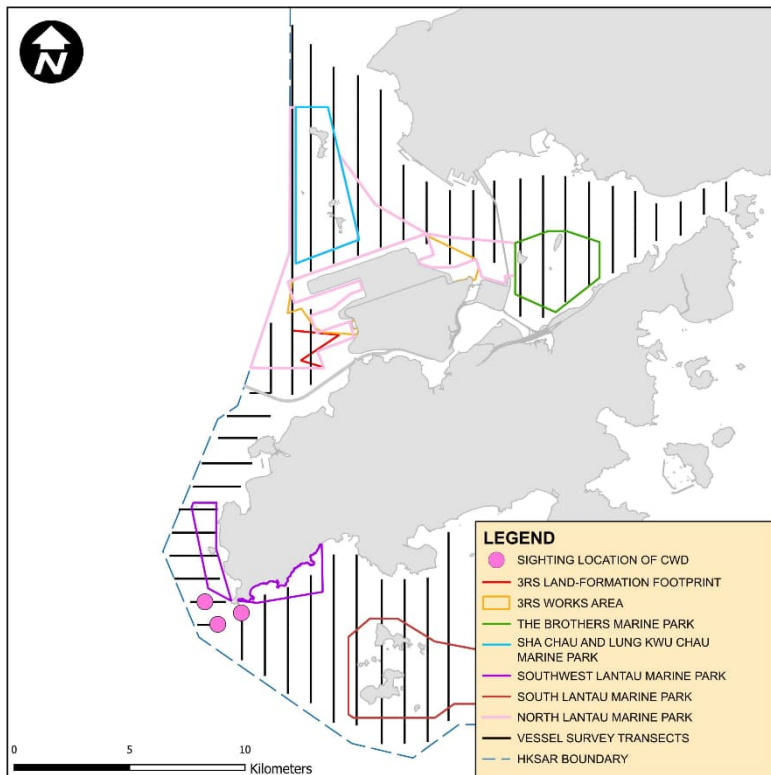 N
LEGEND
SIGHTING LOCATION OF CWD
3RS LAND-FORMATION FOOTPRINT
3RS WORKS AREA
THE BROTHERS MARINE PARK
SHA CHAU AND LUNG KWU CHAU
MARINE PARK
SOUTHWEST LANTAU MARINE PARK
SOUTH LANTAU MARINE PARK
NORTH LANTAU MARINE PARK
VESSEL SURVEY TRANSECTS
HKSAR BOUNDARY
0 5 10
Kilometers